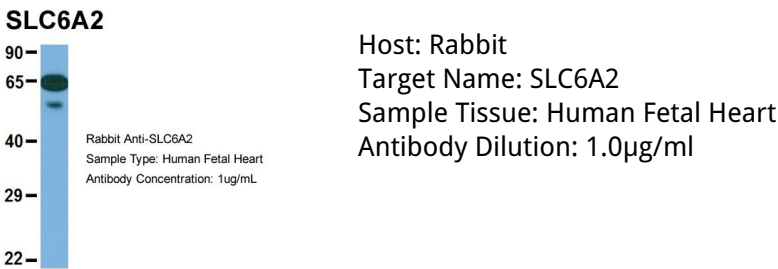 SLC6A2
90
65
40
29
22
Rabbit Anti-SLC6A2
Sample Type: Human Fetal Heart
Antibody Concentration: 1ug/mL
Host: Rabbit
Target Name: SLC6A2
Sample Tissue: Human Fetal Heart
Antibody Dilution: 1.0μg/ml